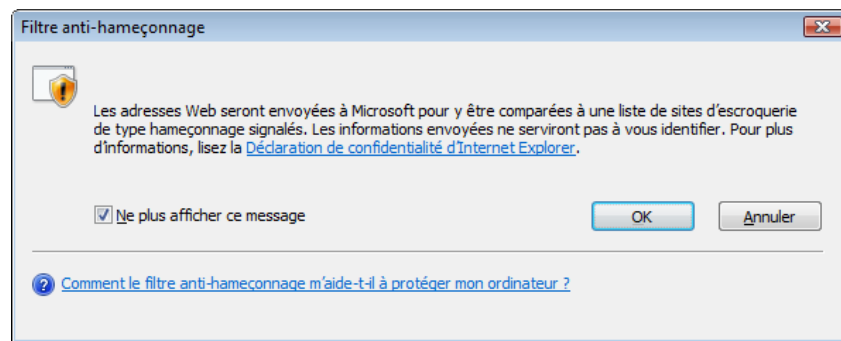 Filtre anti-hameçonnage
Les adresses Web seront envoyées à Microsoft pour y être comparées à une liste de sites d'escroquerie
de type hameçonnage signalés. Les informations envoyées ne serviront pas à vous identifier. Pour plus
d'informations, lisez la Déclaration de confidentialité d'Internet Explorer.
Ne plus afficher ce message
OK
Annuler
Comment le filtre anti-hameçonnage m'aide-t-il à protéger mon ordinateur ?